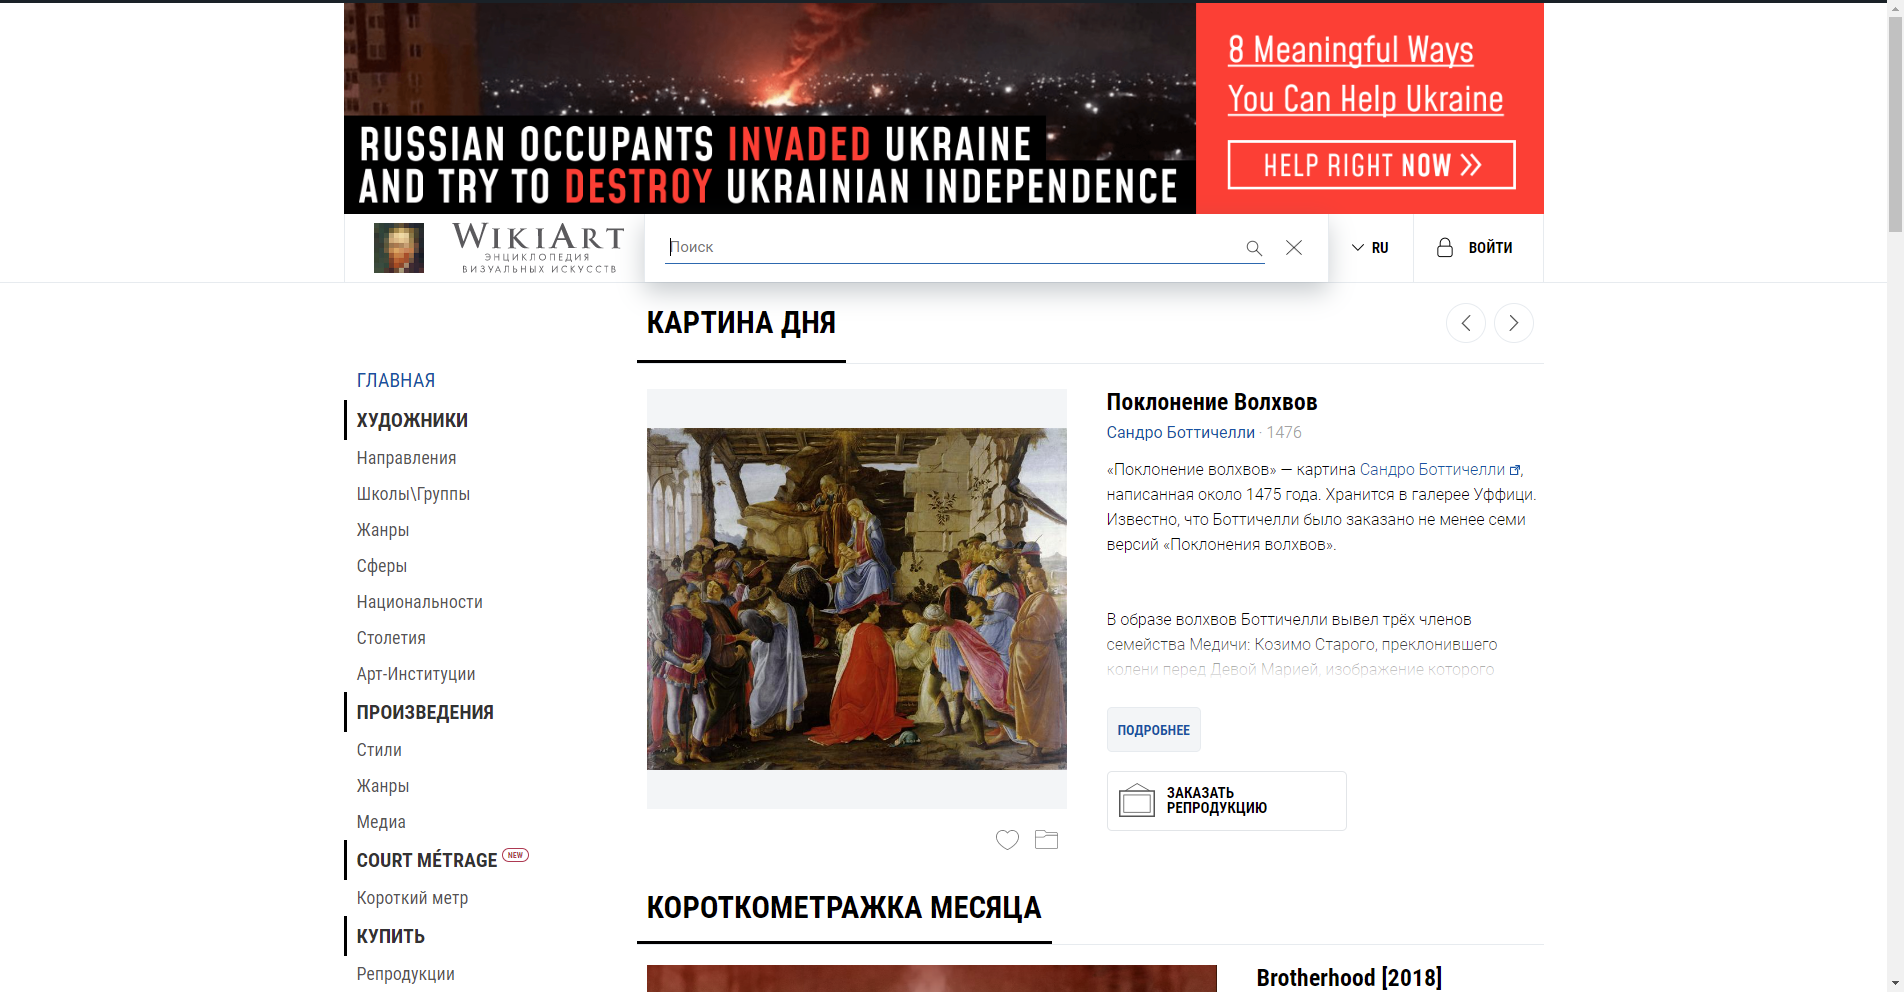 RUSSIAN OCCUPANTS INVADED UKRAINE
AND TRY TO DESTROY UKRAINIAN INDEPENDENCE
8 Meaningful Ways
You Can Help Ukraine
HELP RIGHT NOW >>
WIKIART
ЭНЦИКЛОПЕДИЯ
ВИЗУАЛЬНЫХ ИСКУССТВ
Поиск
RU
ВОЙТИ
ГЛАВНАЯ
ХУДОЖНИКИ
Направления
Школы\Группы
Жанры
Сферы
Национальности
Столетия
Арт-Институции
ПРОИЗВЕДЕНИЯ
Стили
Жанры
Медиа
COURT MÉTRAGE NEW
Короткий метр
КУПИТЬ
Репродукции
КАРТИНА ДНЯ
Поклонение Волхвов
Сандро Боттичелли · 1476
«Поклонение волхвов» — картина Сандро Боттичелли,
написанная около 1475 года. Хранится в галерее Уффици.
Известно, что Боттичелли было заказано не менее семи
версий «Поклонения волхвов».
В образе волхвов Боттичелли вывел трёх членов
семейства Медичи: Козимо Старого, преклонившего
колени перед Девой Марией, изображение которого
ПОДРОБНЕЕ
ЗАКАЗАТЬ
РЕПРОДУКЦИЮ
КОРОТКОМЕТРАЖКА МЕСЯЦА
Brotherhood [2018]